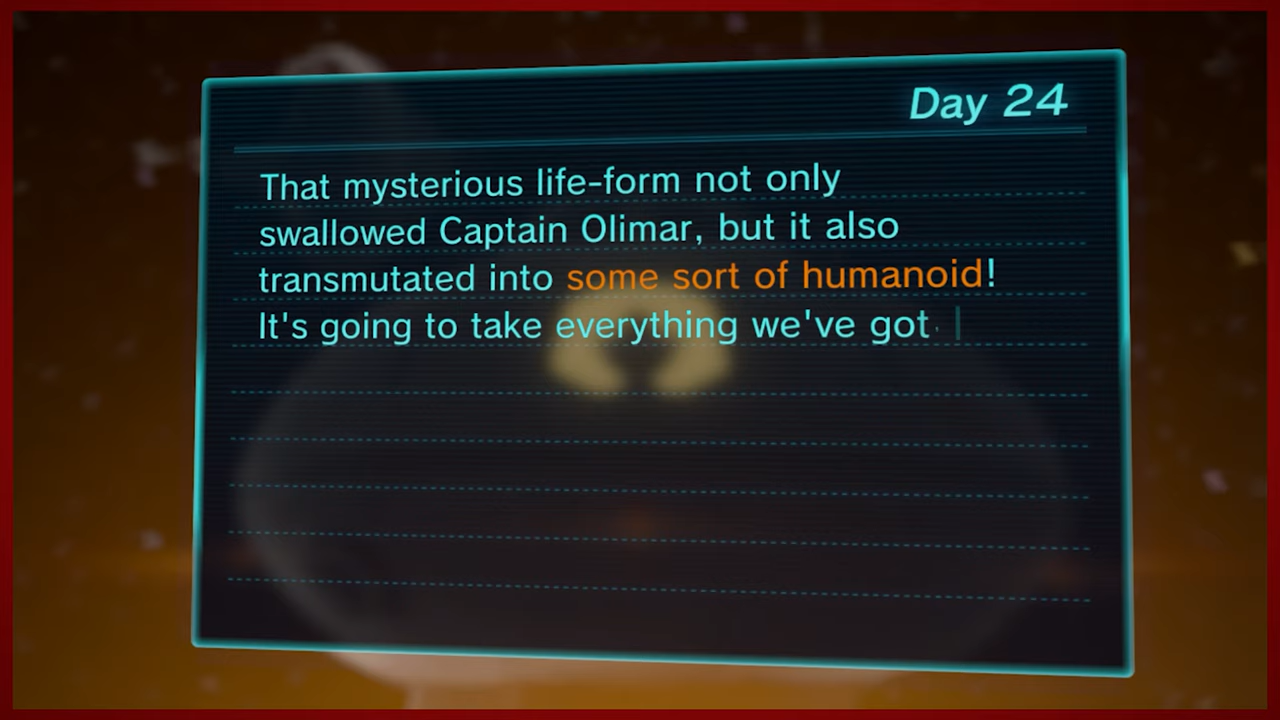 Day 24
That mysterious life-form not only
swallowed Captain Olimar, but it also
transmutated into some sort of humanoid!
It's going to take everything we've got